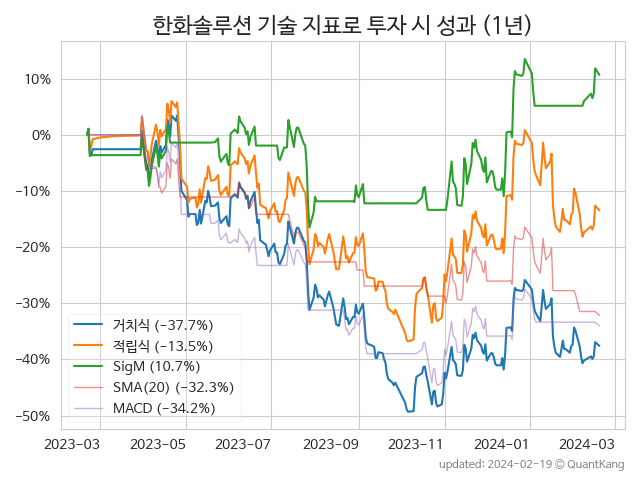 한화솔루션 기술 지표로 투자 시 성과 (1년)
10%
0%
−10%
−20%
−30%
−40%
−50%
거치식 (−37.7%)
적립식 (−13.5%)
SigM (10.7%)
SMA(20) (−32.3%)
MACD (−34.2%)
2023−03 2023−05 2023−07 2023−09 2023−11 2024−01 2024−03
updated: 2024−02−19 © QuantKang